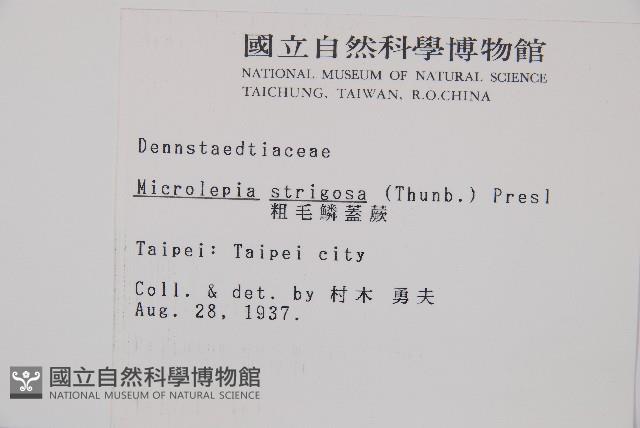 國立自然科學博物館
NATIONAL MUSEUM OF NATURAL SCIENCE
TAICHUNG, TAIWAN, R.O.CHINA
Dennstaedtiaceae
Microlepia strigosa (Thunb.) Presl
粗毛鱗蓋蕨
Taipei: Taipei city
Coll. & det. by 村木 勇夫
Aug. 28, 1937.
國立自然科學博物館
NATIONAL MUSEUM OF NATURAL SCIENCE